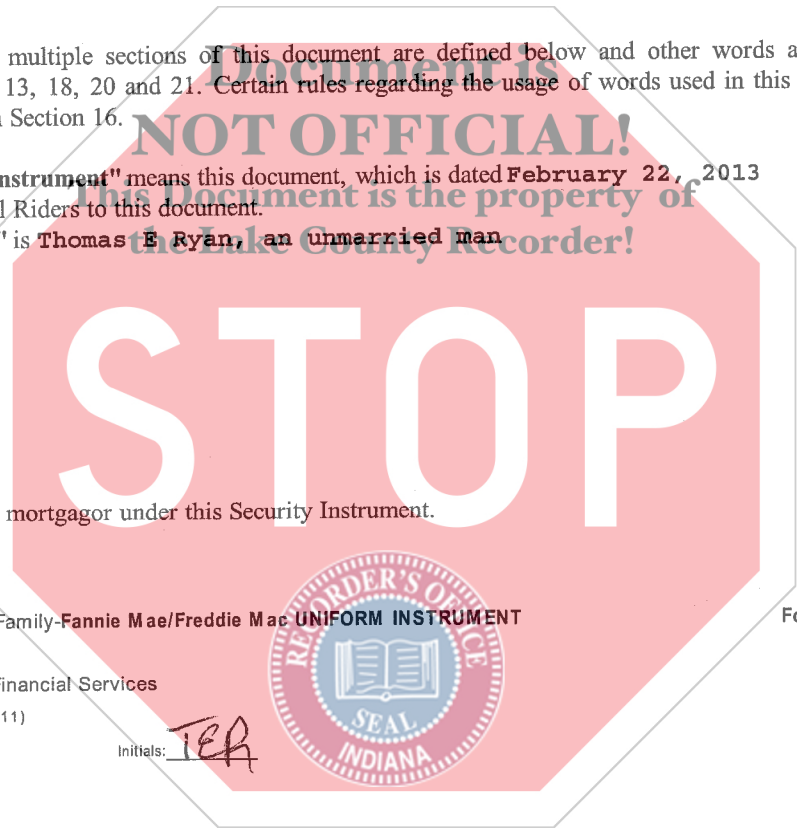 multiple sections of this document are defined below and other words a
Document is
13, 18, 20 and 21. Certain rules regarding the usage of words used in this
Section 16.
NOT OFFICIAL!
nstrument" means this document, which is dated February 22, 2013
This Document is the property of
l Riders to this document.
" is Thomas E Ryan, an unmarried man
the Lake County Recorder!
STOP
mortgagor under this Security Instrument.
RECORDER'S OFFICE
Family-Fannie Mae/Freddie Mac UNIFORM INSTRUMENT
Fo
Financial Services
11)
SEAL
INDIANA
Initials: TER